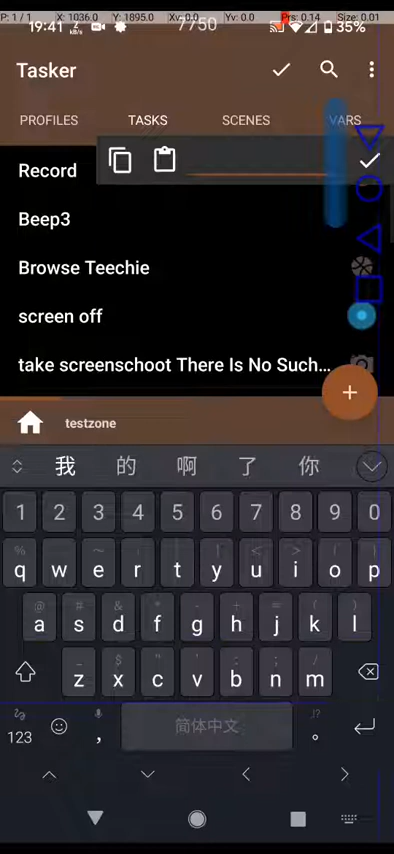 P: 1 / 1 X: 1036.0 Y: 1895.0 Xv: 0.0 Yv: 0.0 Prs: 0.14 Size: 0.01
19:41 Z kB/s 7750 35%
Tasker
PROFILES TASKS SCENES VARS
Record
Beep3
Browse Teechie
screen off
take screenschoot There Is No Such...
testzone
我 的 啊 了 你
1 2 3 4 5 6 7 8 9 0
% ~ | [ ] < > { }
q w e r t y u i o p
@ # & * - + = ( )
a s d f g h j k l
_ $ " ' : ; /
z x c v b n m
123 , 简体中文 ,!? 。